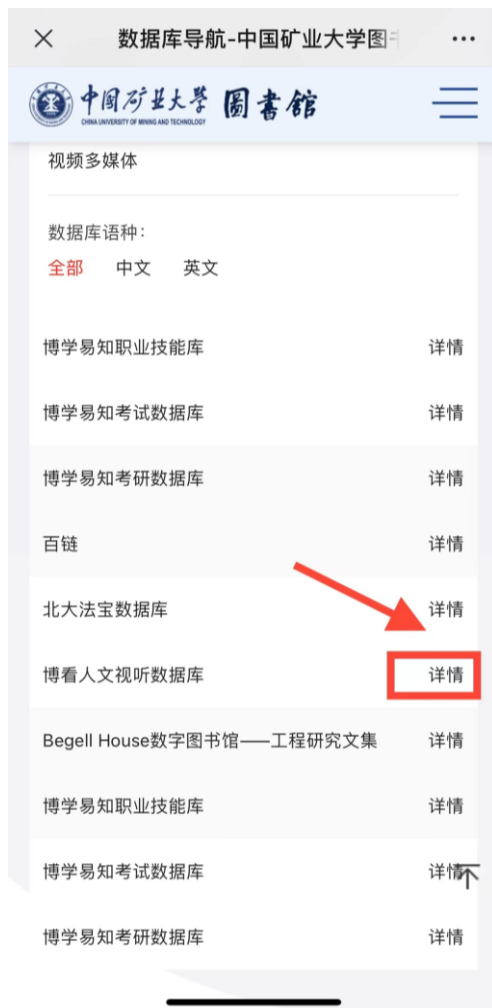 数据库导航-中国矿业大学图
中国矿业大学 圖書館
CHINA UNIVERSITY OF MINING AND TECHNOLOGY
视频多媒体
数据库语种：
全部 中文 英文
博学易知职业技能库 详情
博学易知考试数据库 详情
博学易知考研数据库 详情
百链 详情
北大法宝数据库 详情
博看人文视听数据库 详情
Begell House数字图书馆——工程研究文集 详情
博学易知职业技能库 详情
博学易知考试数据库 详情
博学易知考研数据库 详情